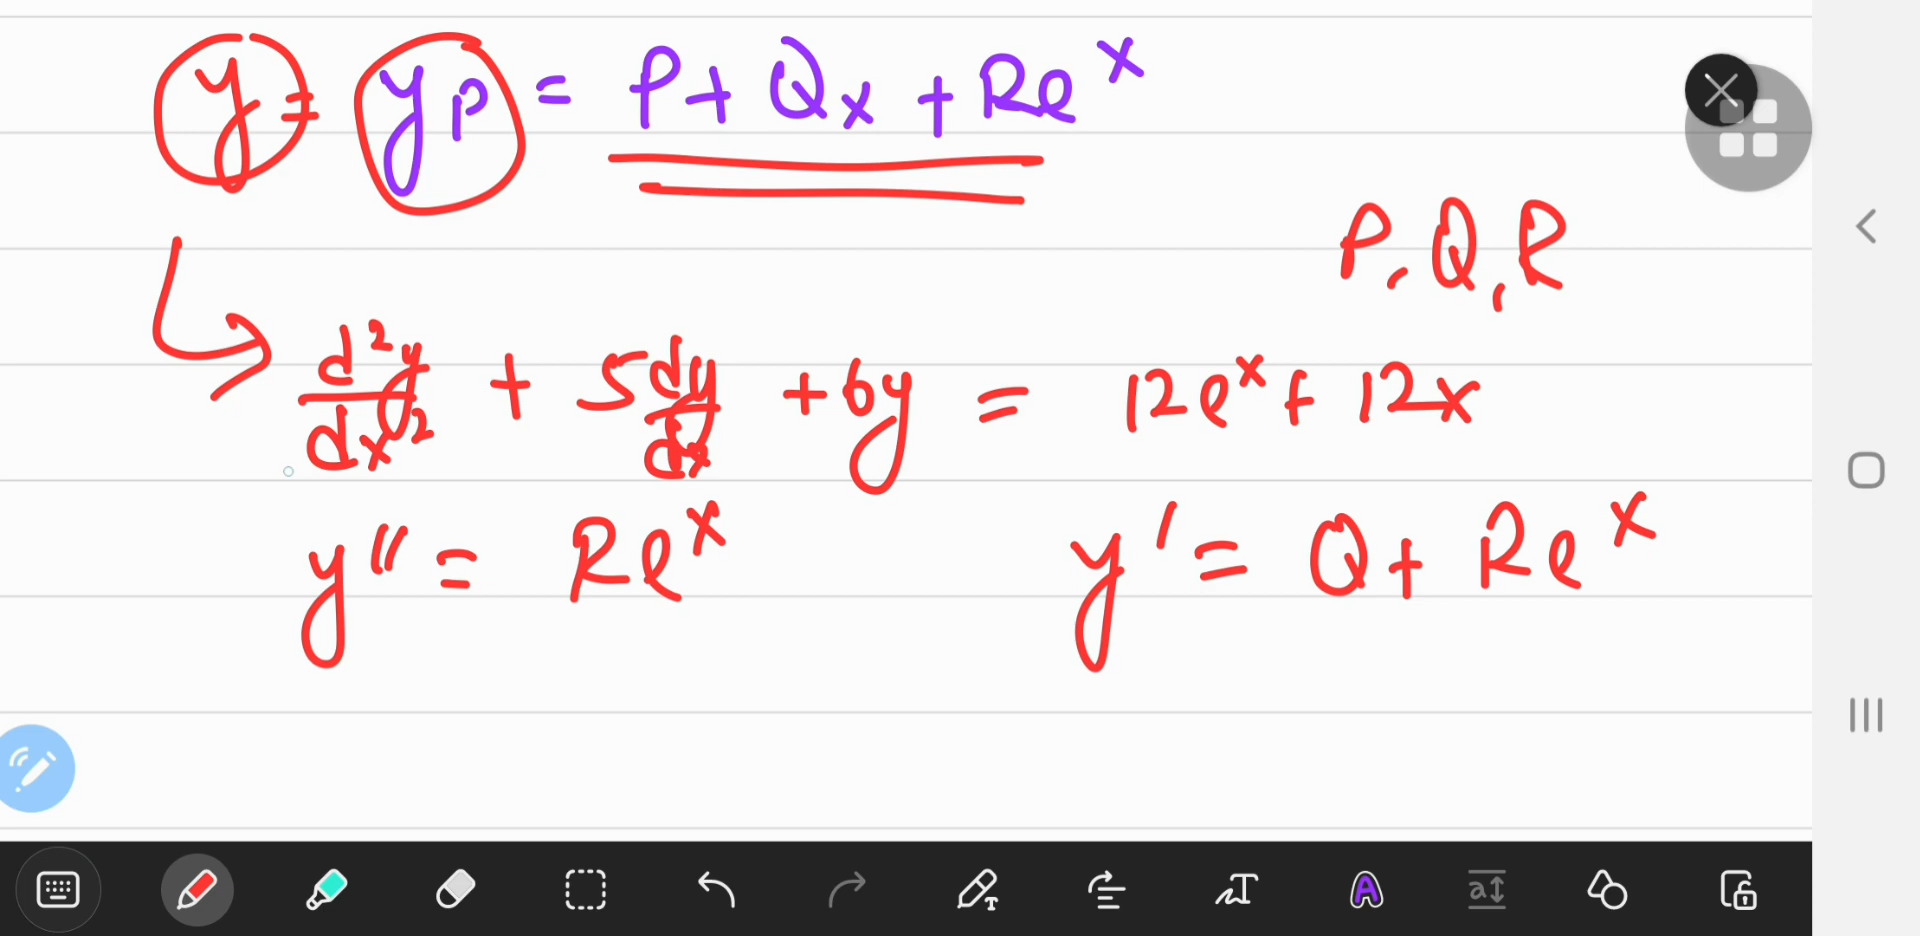 y = yp = P + Qx + Re^x
P, Q, R
d²y/dx² + 5 dy/dx + 6y = 12e^x + 12x
y'' = Re^x y' = Q + Re^x